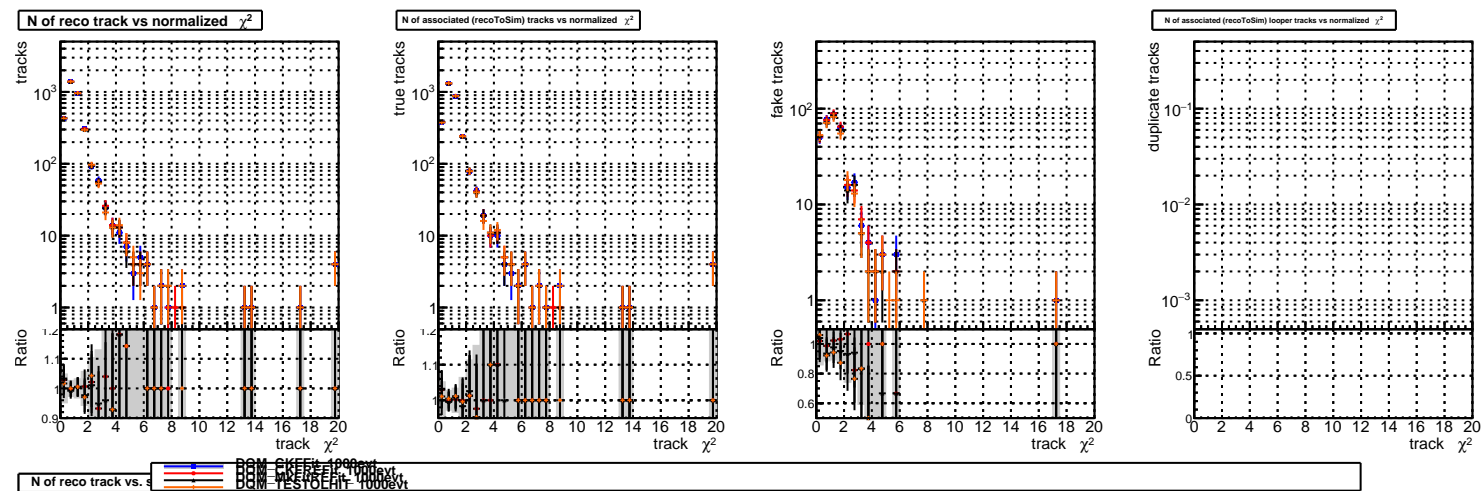 N of reco track vs normalized χ²
N of associated (recoToSim) tracks vs normalized χ²
N of associated (recoToSim) looper tracks vs normalized χ²
tracks
10³
10²
10
1
true tracks
10³
10²
10
1
fake tracks
10²
10
1
duplicate tracks
10⁻¹
10⁻²
10⁻³
Ratio
1.2
1.1
1
0.9
Ratio
1.2
1.1
1
Ratio
1
0.8
0.6
Ratio
1
0.5
0
0 2 4 6 8 10 12 14 16 18 20
0 2 4 6 8 10 12 14 16 18 20
0 2 4 6 8 10 12 14 16 18 20
0 2 4 6 8 10 12 14 16 18 20
track χ²
track χ²
track χ²
track χ²
N of reco track vs.
DQM_TESTOLHIT_1000evt